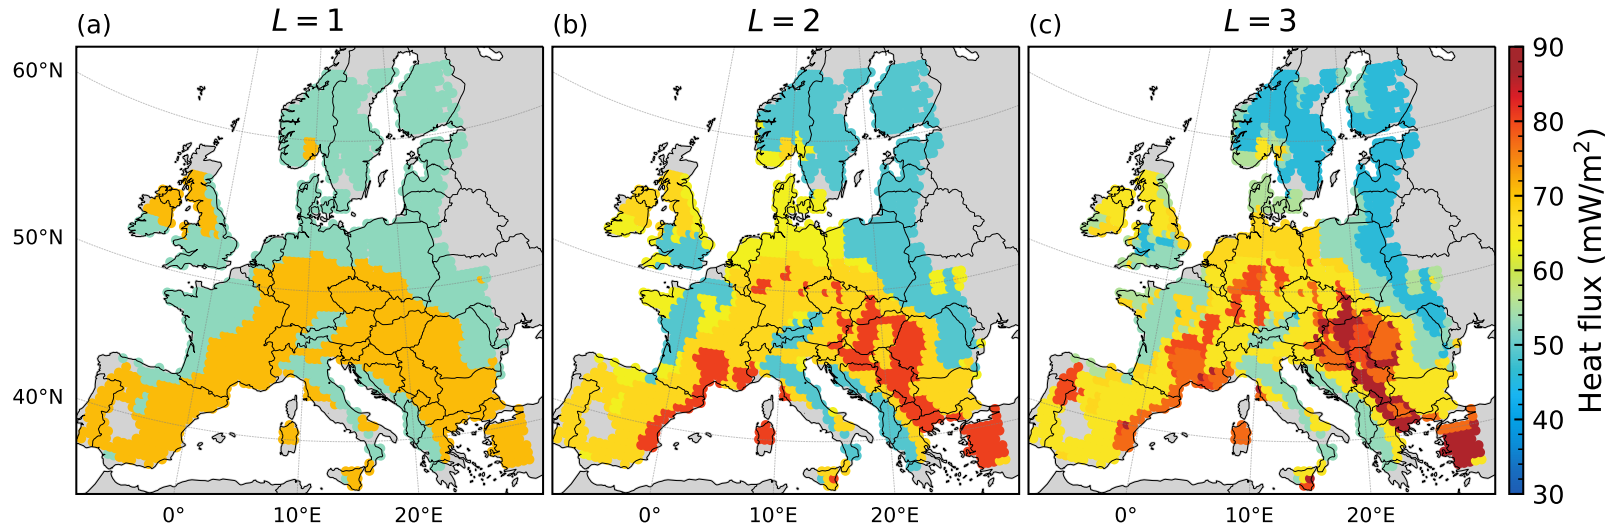 (a) L = 1
(b) L = 2
(c) L = 3
60°N
50°N
40°N
0° 10°E 20°E
0° 10°E 20°E
0° 10°E 20°E
90
80
70
60
50
40
30
Heat flux (mW/m²)